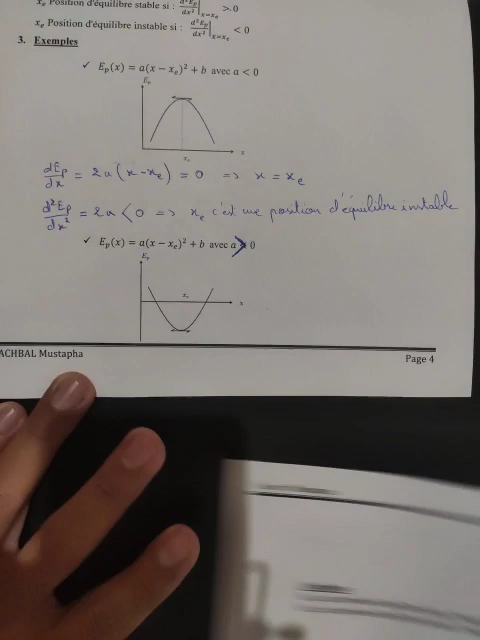 xₑ Position d'équilibre stable si : d²Eₚ/dx²|ₓ₌ₓₑ > 0
xₑ Position d'équilibre instable si : d²Eₚ/dx²|ₓ₌ₓₑ < 0
3. Exemples
✓ Eₚ(x) = a(x − xₑ)² + b avec a < 0
Eₚ
xₑ x
dEₚ/dx = 2a(x − xₑ) = 0 ⇒ x = xₑ
d²Eₚ/dx² = 2a < 0 ⇒ xₑ c'est une position d'équilibre instable
✓ Eₚ(x) = a(x − xₑ)² + b avec a > 0
Eₚ
xₑ x
ACHBAL Mustapha Page 4